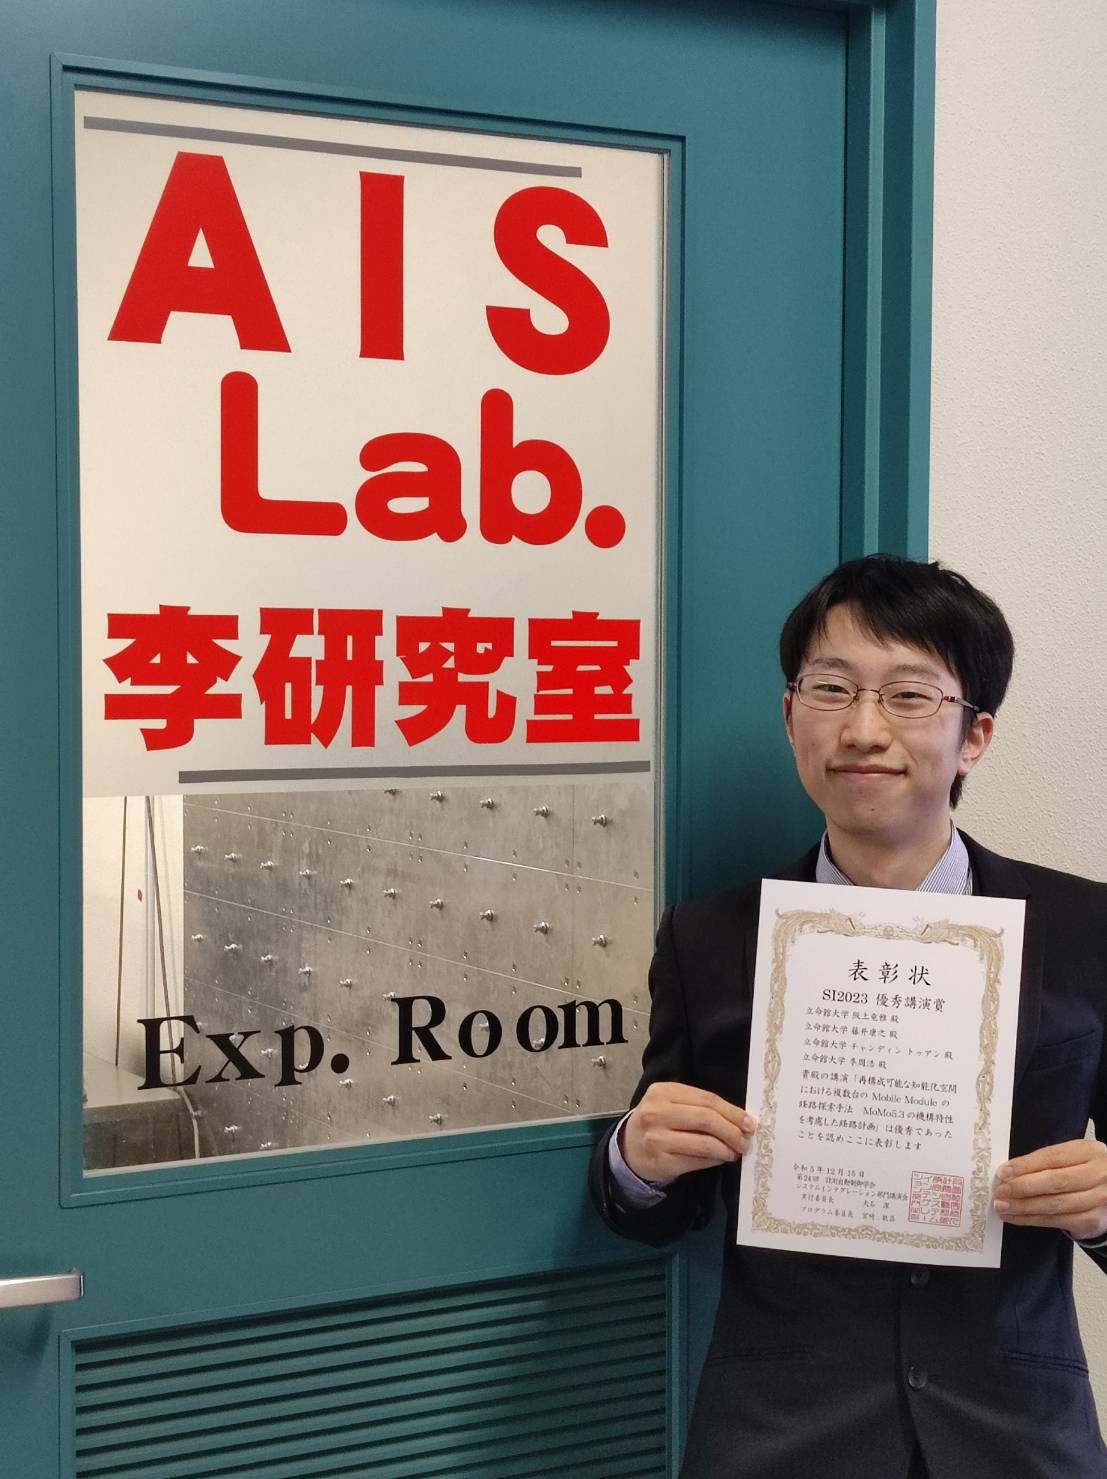 AIS
Lab.
李研究室
Exp. Room
表彰状
SI2023 優秀講演賞
立命館大学 阪上竜雅 殿
立命館大学 藤井康之 殿
立命館大学 チャンディン トゥアン 殿
立命館大学 李周浩 殿
貴殿の講演「再構成可能な知能化空間
における複数台の Mobile Module の
経路探索手法 MoMo5.3の機構特性
を考慮した経路計画」は優秀であった
ことを認めここに表彰します
令和5年12月15日
第24回 計測自動制御学会
システムインテグレーション部門講演会
実行委員長 大石 潔
プログラム委員長 宮崎 敏昌